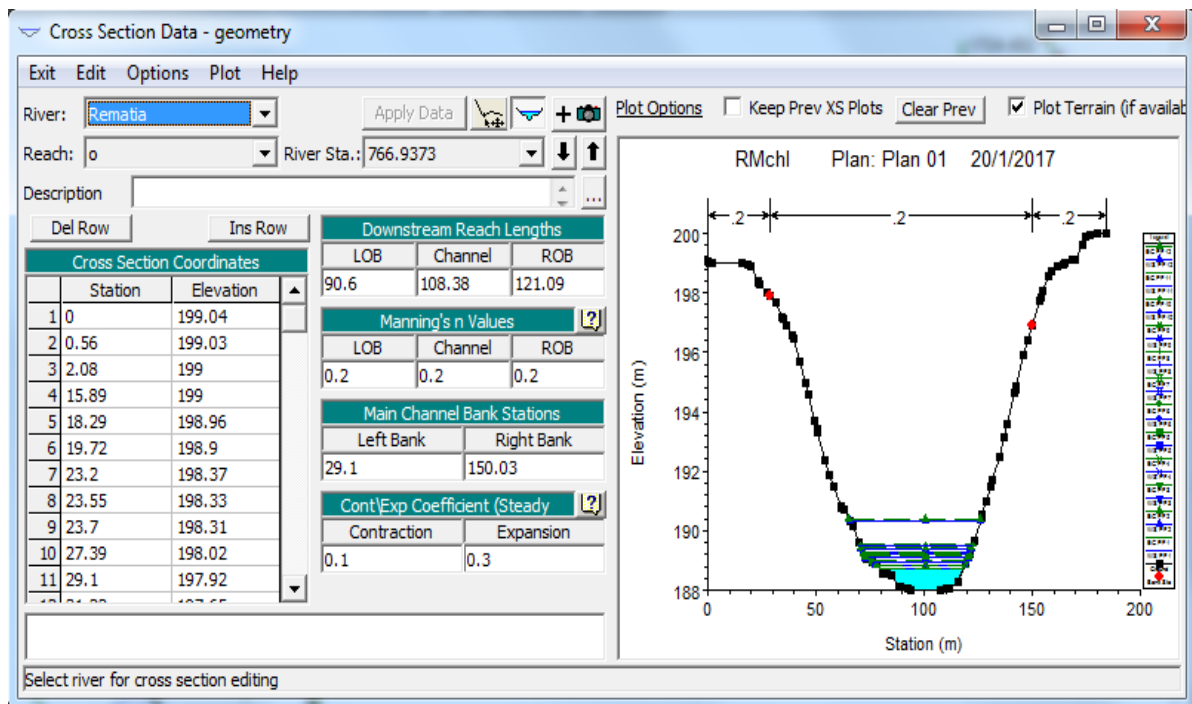 Cross Section Data - geometry
Exit Edit Options Plot Help
River: Rematia Apply Data
Reach: o River Sta.: 766.9373
Description ...
Del Row Ins Row
Cross Section Coordinates
Station Elevation
1 0 199.04
2 0.56 199.03
3 2.08 199
4 15.89 199
5 18.29 198.96
6 19.72 198.9
7 23.2 198.37
8 23.55 198.33
9 23.7 198.31
10 27.39 198.02
11 29.1 197.92
Downstream Reach Lengths
LOB Channel ROB
90.6 108.38 121.09
Manning's n Values
LOB Channel ROB
0.2 0.2 0.2
Main Channel Bank Stations
Left Bank Right Bank
29.1 150.03
Cont\Exp Coefficient (Steady
Contraction Expansion
0.1 0.3
Select river for cross section editing
Plot Options Keep Prev XS Plots Clear Prev Plot Terrain (if availab
RMchl Plan: Plan 01 20/1/2017
.2 .2 .2
200
198
196
194
192
190
188
Elevation (m)
0 50 100 150 200
Station (m)